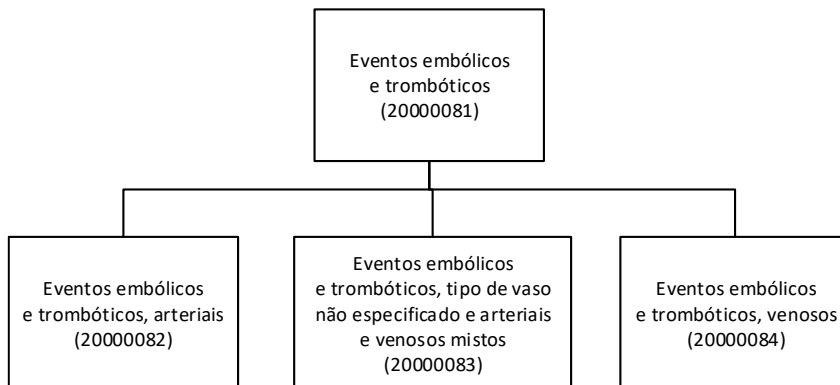 Eventos embólicos
e trombóticos
(20000081)
Eventos embólicos
e trombóticos, arteriais
(20000082)
Eventos embólicos
e trombóticos, tipo de vaso
não especificado e arteriais
e venosos mistos
(20000083)
Eventos embólicos
e trombóticos, venosos
(20000084)